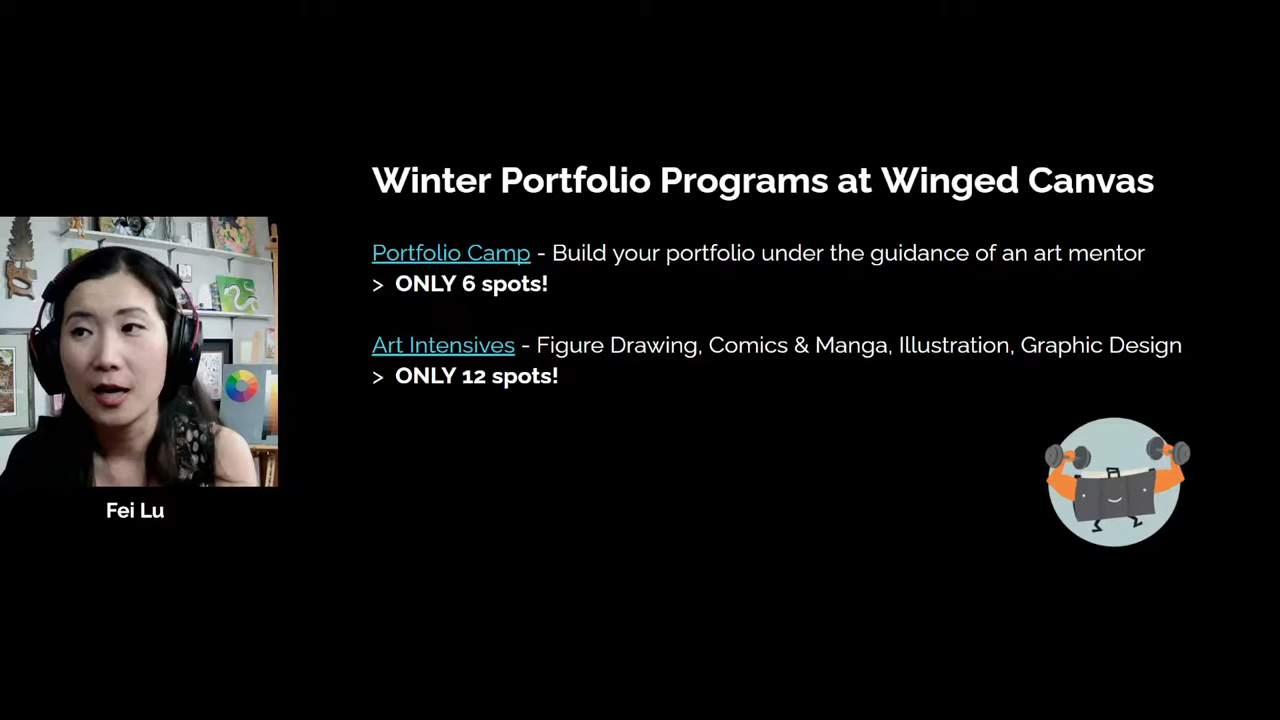 Winter Portfolio Programs at Winged Canvas
Portfolio Camp - Build your portfolio under the guidance of an art mentor
> ONLY 6 spots!
Art Intensives - Figure Drawing, Comics & Manga, Illustration, Graphic Design
> ONLY 12 spots!
Fei Lu